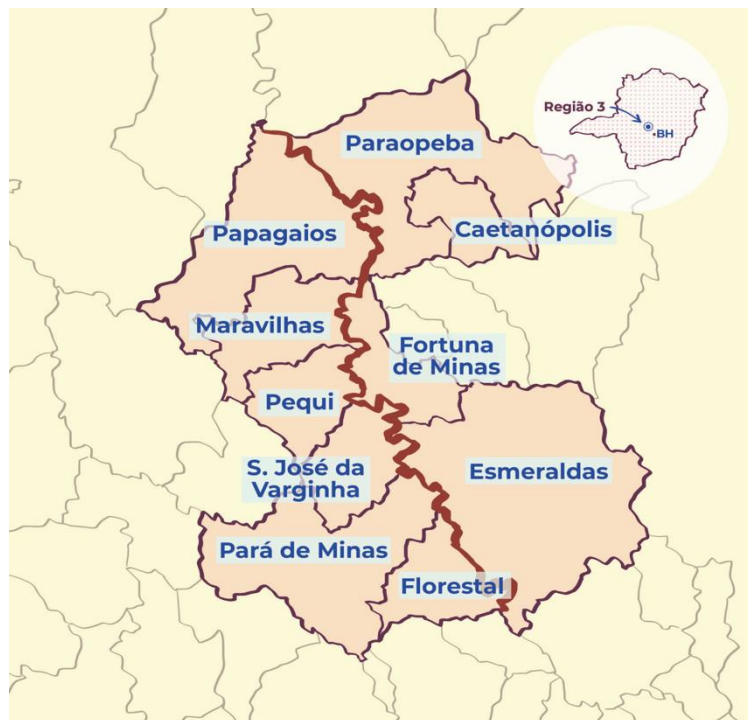 Região 3
BH
Paraopeba
Papagaios
Caetanópolis
Maravilhas
Fortuna
de Minas
Pequi
S. José da
Varginha
Esmeraldas
Pará de Minas
Florestal